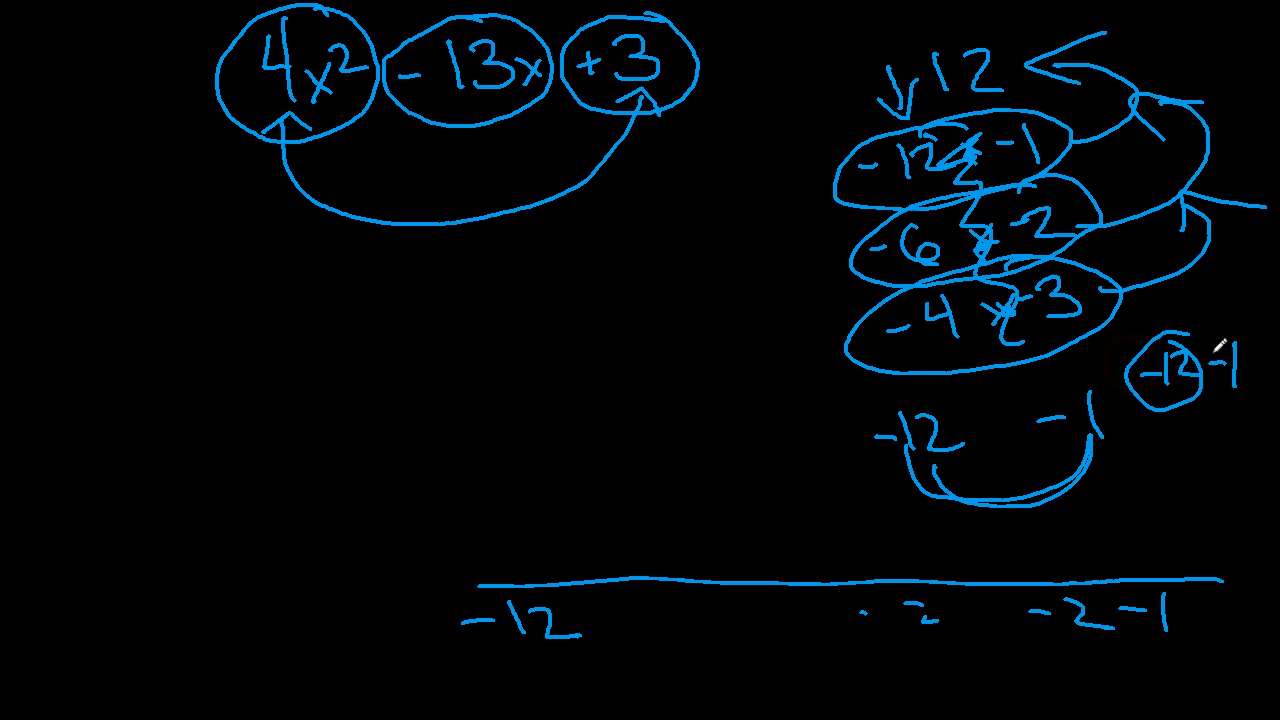 4x² - 13x + 3
12
-12 x -1
-6 x -2
-4 x -3
-12 -1
-12 -1
-12 -2 -1